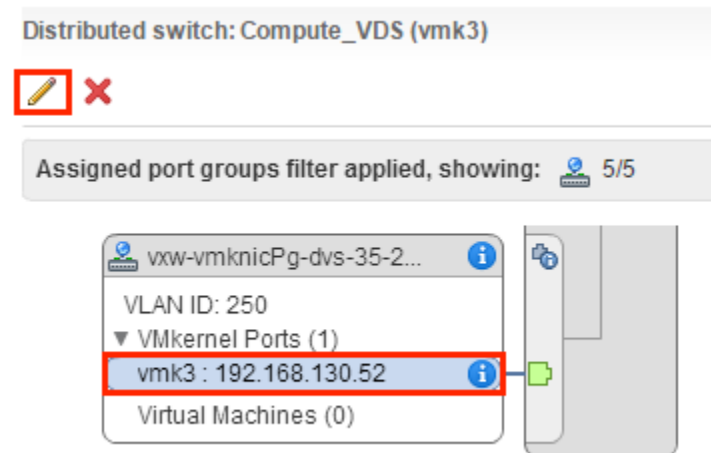 Distributed switch: Compute_VDS (vmk3)
Assigned port groups filter applied, showing: 5/5
vxw-vmknicPg-dvs-35-2...
VLAN ID: 250
VMkernel Ports (1)
vmk3 : 192.168.130.52
Virtual Machines (0)